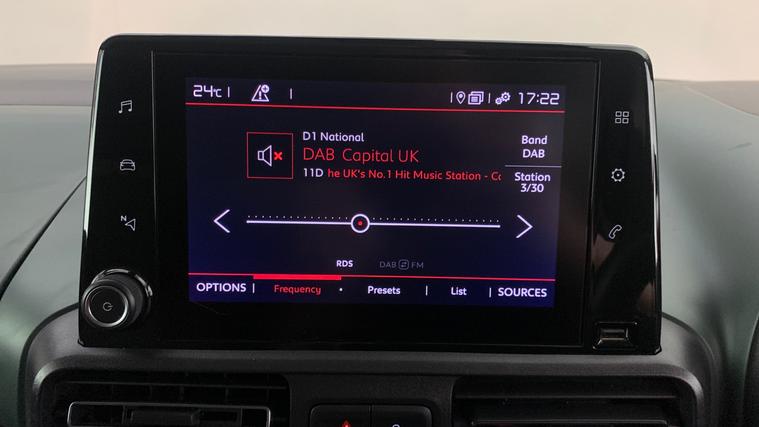 24°C
17:22
D1 National
DAB Capital UK
11D he UK's No.1 Hit Music Station - Co
Band
DAB
Station
3/30
N
RDS
DAB FM
OPTIONS
Frequency
Presets
List
SOURCES